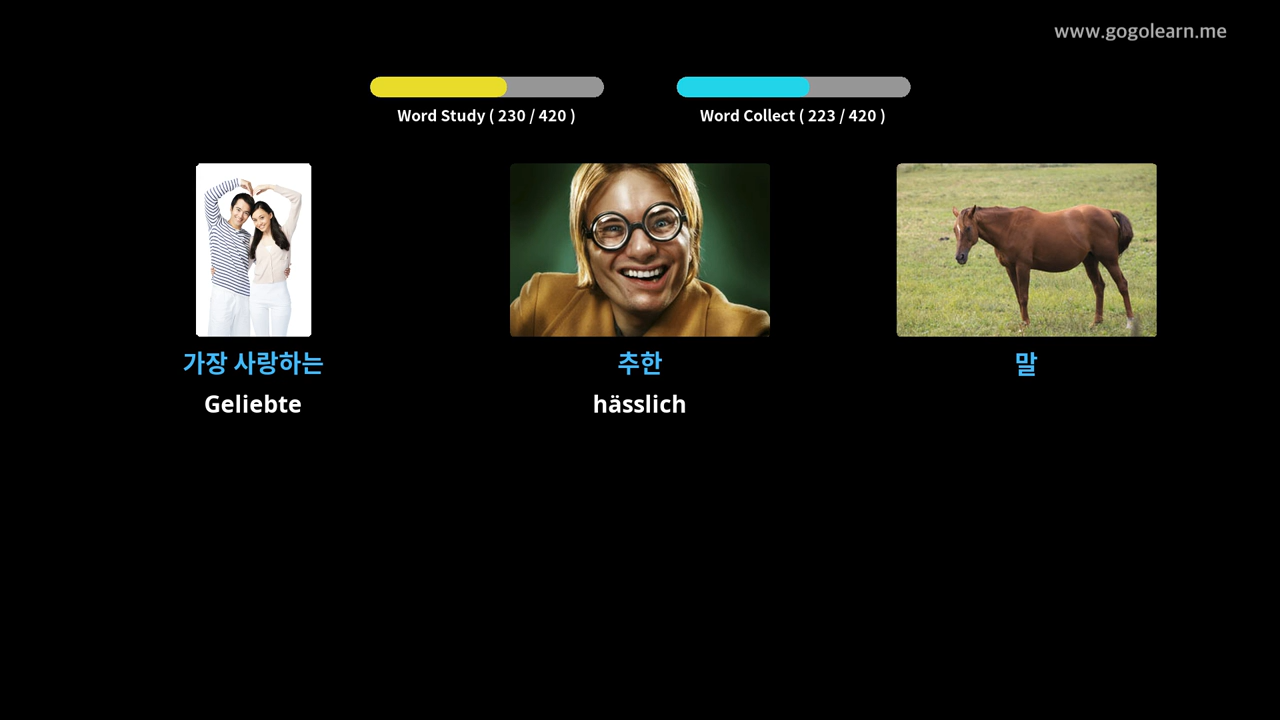 www.gogolearn.me
Word Study ( 230 / 420 )
Word Collect ( 223 / 420 )
가장 사랑하는
추한
말
Geliebte
hässlich